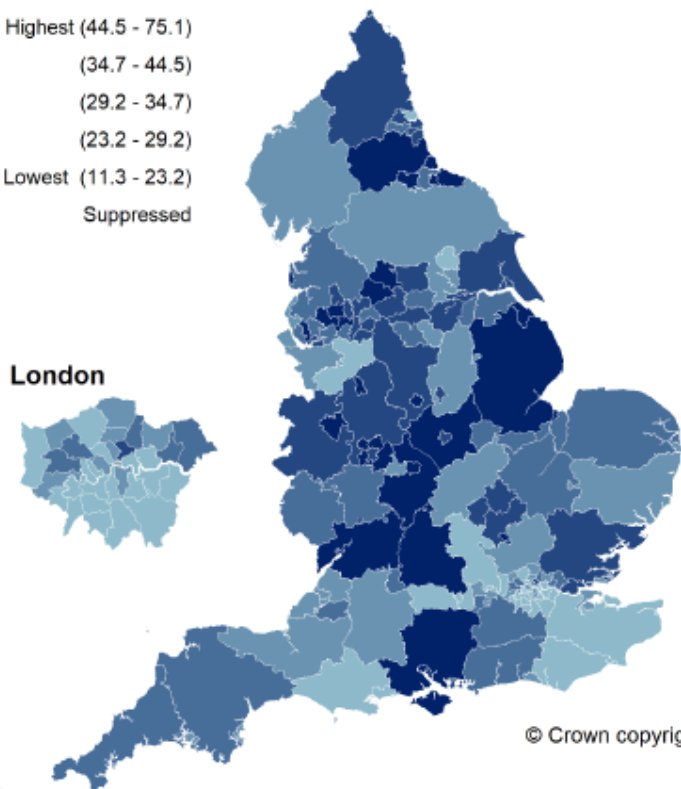 Highest (44.5 - 75.1)
(34.7 - 44.5)
(29.2 - 34.7)
(23.2 - 29.2)
Lowest (11.3 - 23.2)
Suppressed
London
© Crown copyrig